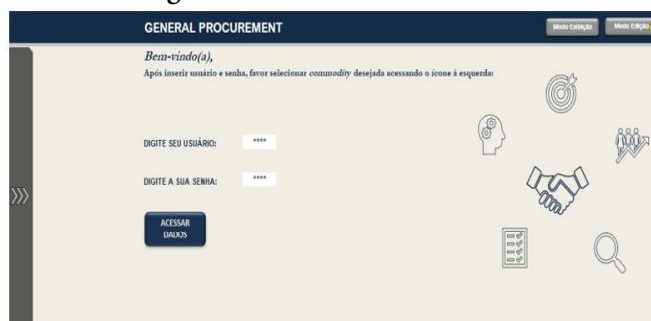 GENERAL PROCUREMENT
Modo Exibição
Modo Edição
Bem-vindo(a),
Após inserir usuário e senha, favor selecionar commodity desejada acessando o ícone à esquerda:
DIGITE SEU USUÁRIO: ****
DIGITE A SUA SENHA: ****
ACESSAR
DADOS